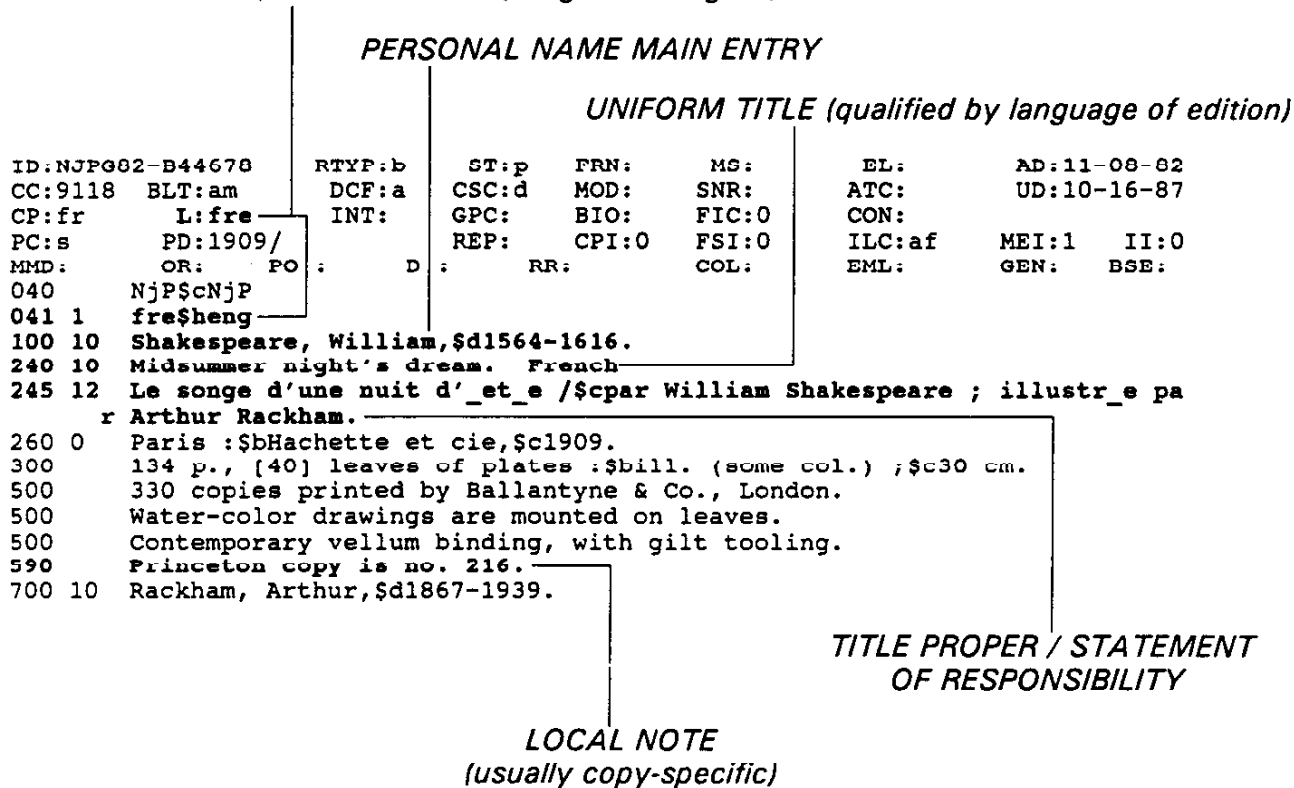 PERSONAL NAME MAIN ENTRY
UNIFORM TITLE (qualified by language of edition)
ID:NJPG82-B44678 RTYP:b ST:p FRN: MS: EL: AD:11-08-82
CC:9118 BLT:am DCF:a CSC:d MOD: SNR: ATC: UD:10-16-87
CP:fr L:fre INT: GPC: BIO: FIC:0 CON:
PC:s PD:1909/ REP: CPI:0 FSI:0 ILC:af MEI:1 II:0
MMD: OR: PO: D : RR: COL: EML: GEN: BSE:
040 NjP$cNjP
041 1 fre$heng
100 10 Shakespeare, William,$d1564-1616.
240 10 Midsummer night's dream. French
245 12 Le songe d'une nuit d'_et_e /$cpar William Shakespeare ; illustr_e pa
r Arthur Rackham.
260 0 Paris :$bHachette et cie,$c1909.
300 134 p., [40] leaves of plates :$bill. (some col.) ;$c30 cm.
500 330 copies printed by Ballantyne & Co., London.
500 Water-color drawings are mounted on leaves.
500 Contemporary vellum binding, with gilt tooling.
590 Princeton copy is no. 216.
700 10 Rackham, Arthur,$d1867-1939.
TITLE PROPER / STATEMENT
OF RESPONSIBILITY
LOCAL NOTE
(usually copy-specific)